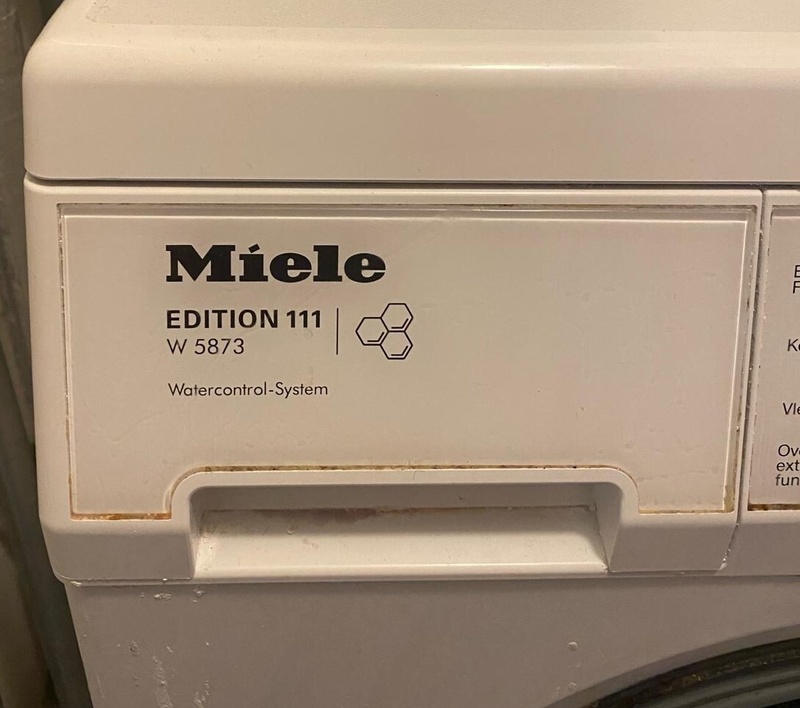 Miele
EDITION 111
W 5873
Watercontrol-System